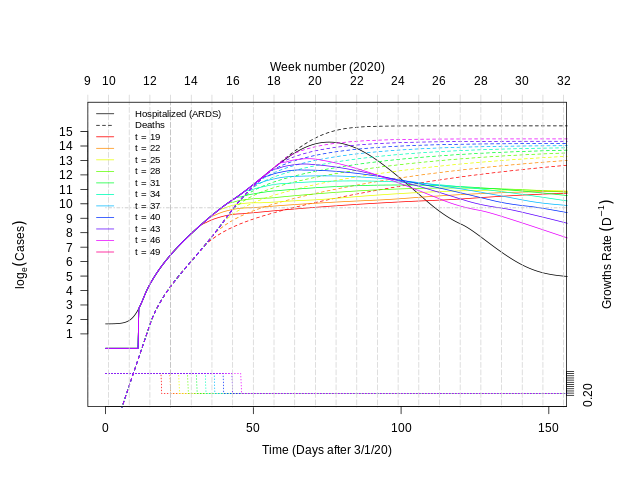 Week number (2020)
9 10 12 14 16 18 20 22 24 26 28 30 32
Hospitalized (ARDS)
Deaths
t = 19
t = 22
t = 25
t = 28
t = 31
t = 34
t = 37
t = 40
t = 43
t = 46
t = 49
15
14
13
12
11
10
9
8
7
6
5
4
3
2
1
logₑ(Cases)
Growths Rate (D⁻¹)
0.20
0 50 100 150
Time (Days after 3/1/20)